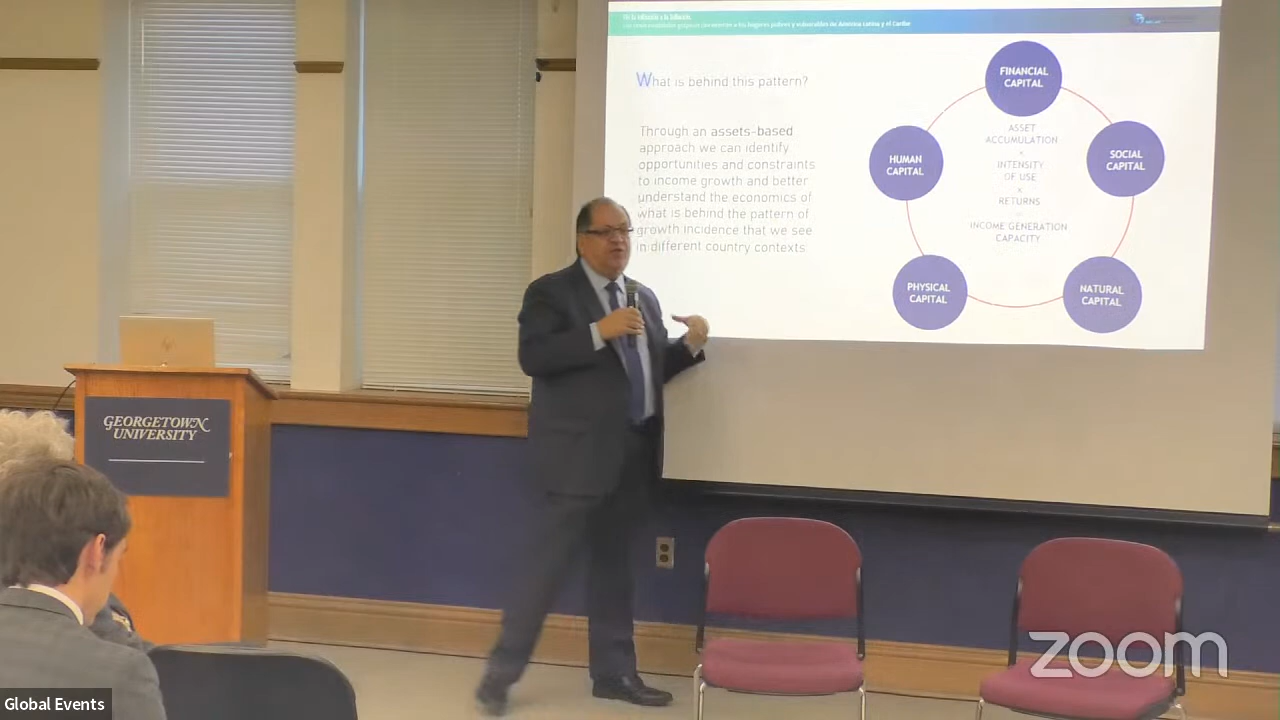 What is behind this pattern?
Through an assets-based
approach we can identify
opportunities and constraints
to income growth and better
understand the economics of
what is behind the pattern of
growth incidence that we see
in different country contexts
FINANCIAL
CAPITAL
HUMAN
CAPITAL
SOCIAL
CAPITAL
PHYSICAL
CAPITAL
NATURAL
CAPITAL
ASSET
ACCUMULATION
×
INTENSITY
OF USE
×
RETURNS
INCOME GENERATION
CAPACITY
GEORGETOWN
UNIVERSITY
zoom
Global Events